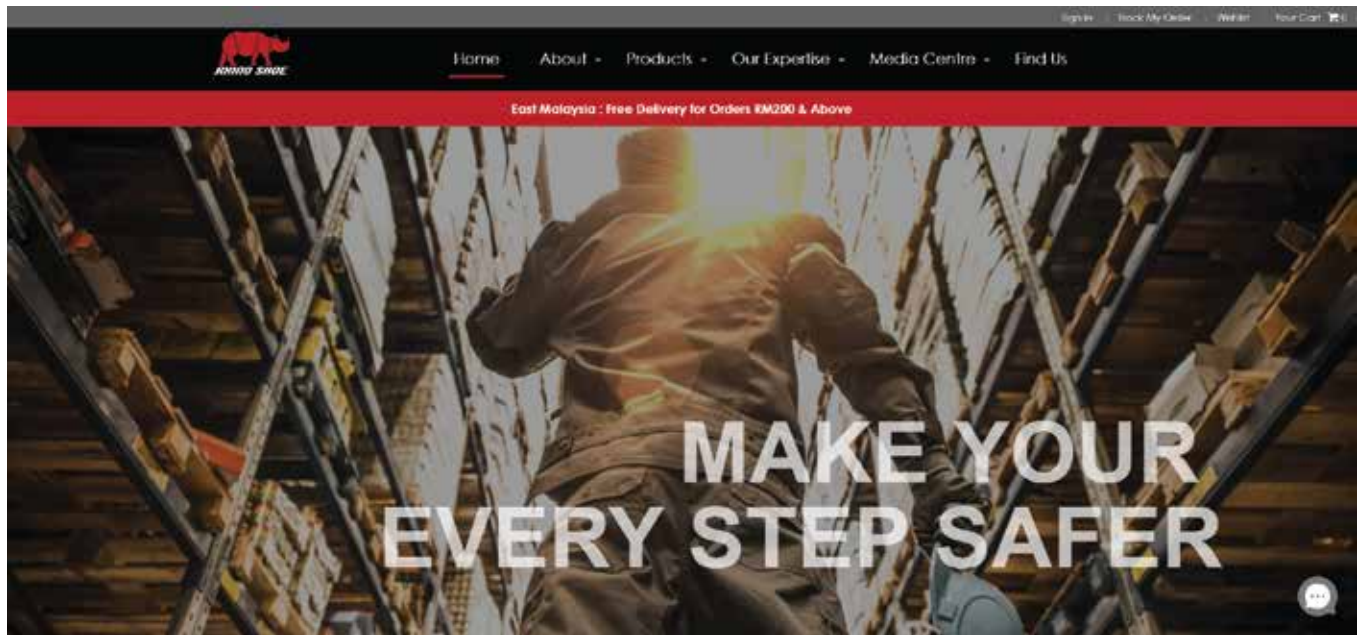 Sign In
Track My Order
Wishlist
Your Cart
RHINO SHOE
Home
About
Products
Our Expertise
Media Centre
Find Us
East Malaysia : Free Delivery for Orders RM200 & Above
MAKE YOUR
EVERY STEP SAFER